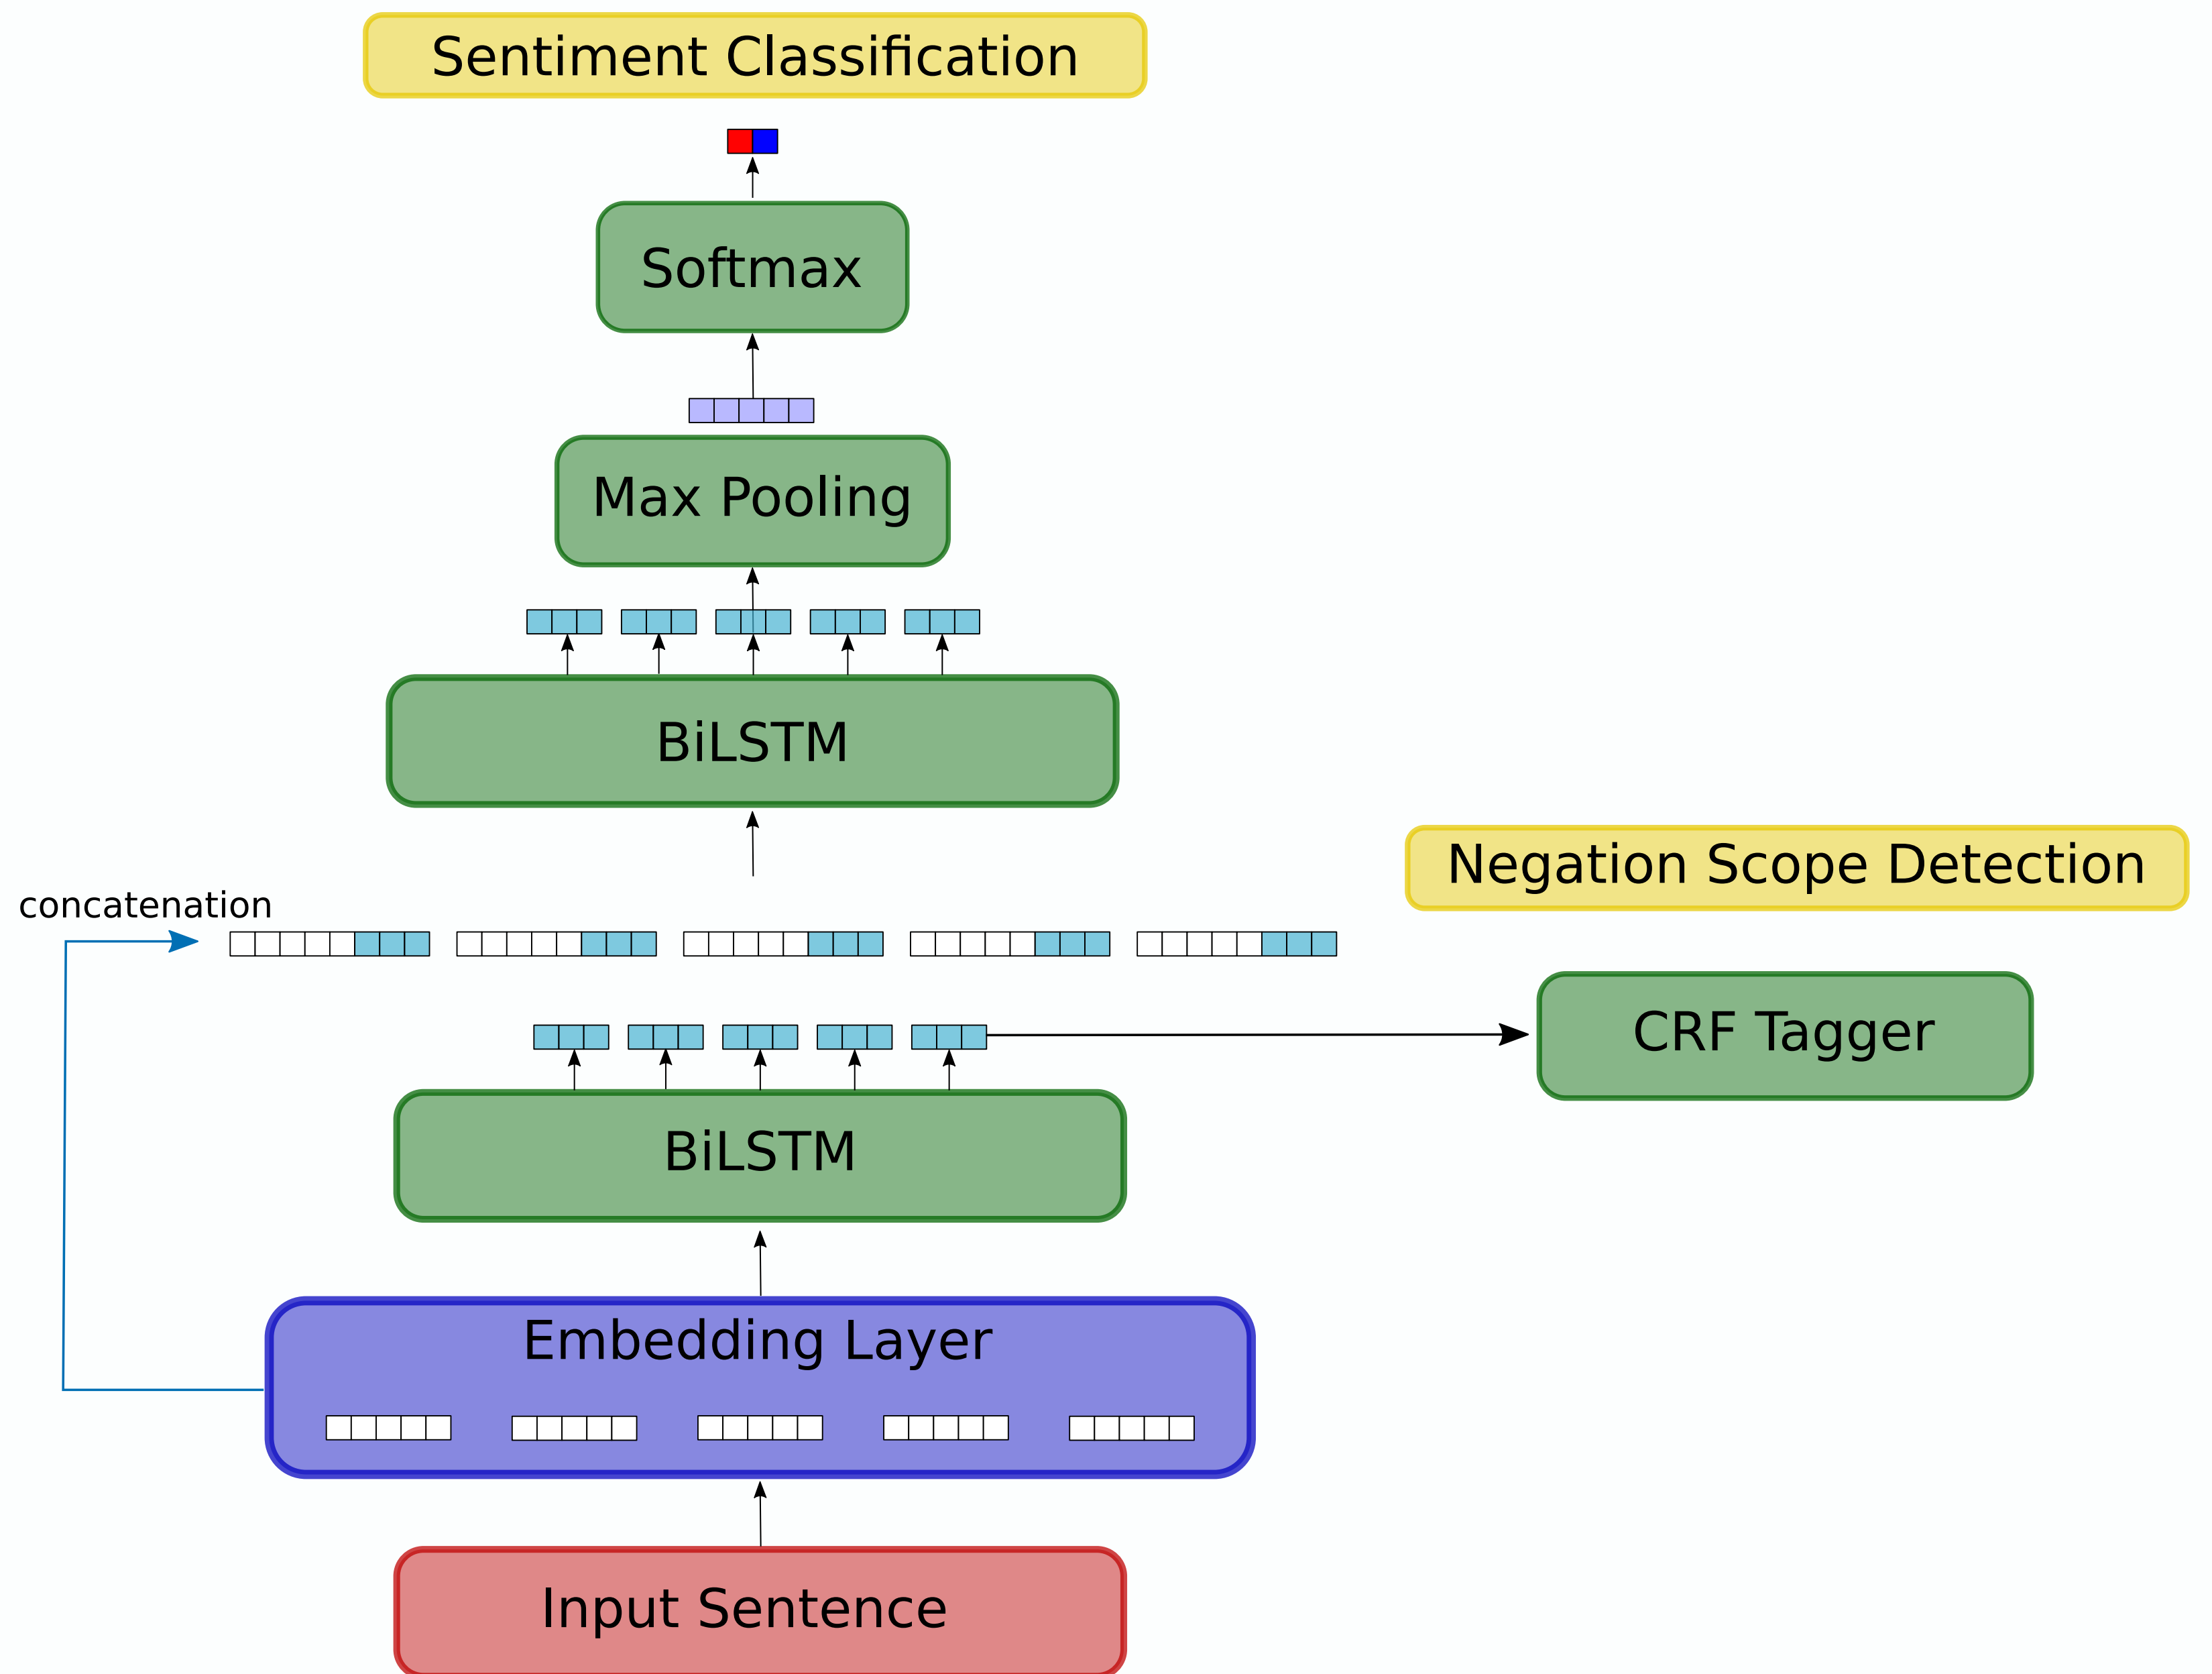 Sentiment Classification
Softmax
Max Pooling
BiLSTM
Negation Scope Detection
concatenation
CRF Tagger
BiLSTM
Embedding Layer
Input Sentence